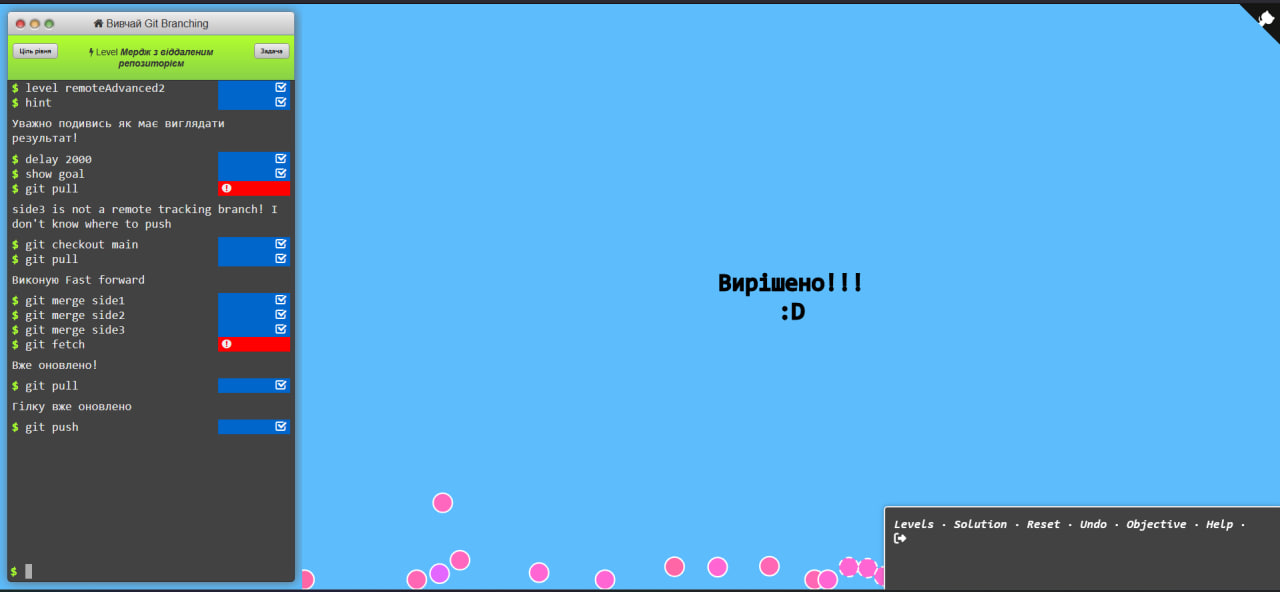 Вивчай Git Branching
Ціль рівня
Level Мердж з віддаленим
репозиторієм
Задача
$ level remoteAdvanced2
$ hint
Уважно подивись як має виглядати
результат!
$ delay 2000
$ show goal
$ git pull
side3 is not a remote tracking branch! I
don't know where to push
$ git checkout main
$ git pull
Виконую Fast forward
$ git merge side1
$ git merge side2
$ git merge side3
$ git fetch
Вже оновлено!
$ git pull
Гілку вже оновлено
$ git push
$
Вирішено!!!
:D
Levels · Solution · Reset · Undo · Objective · Help ·